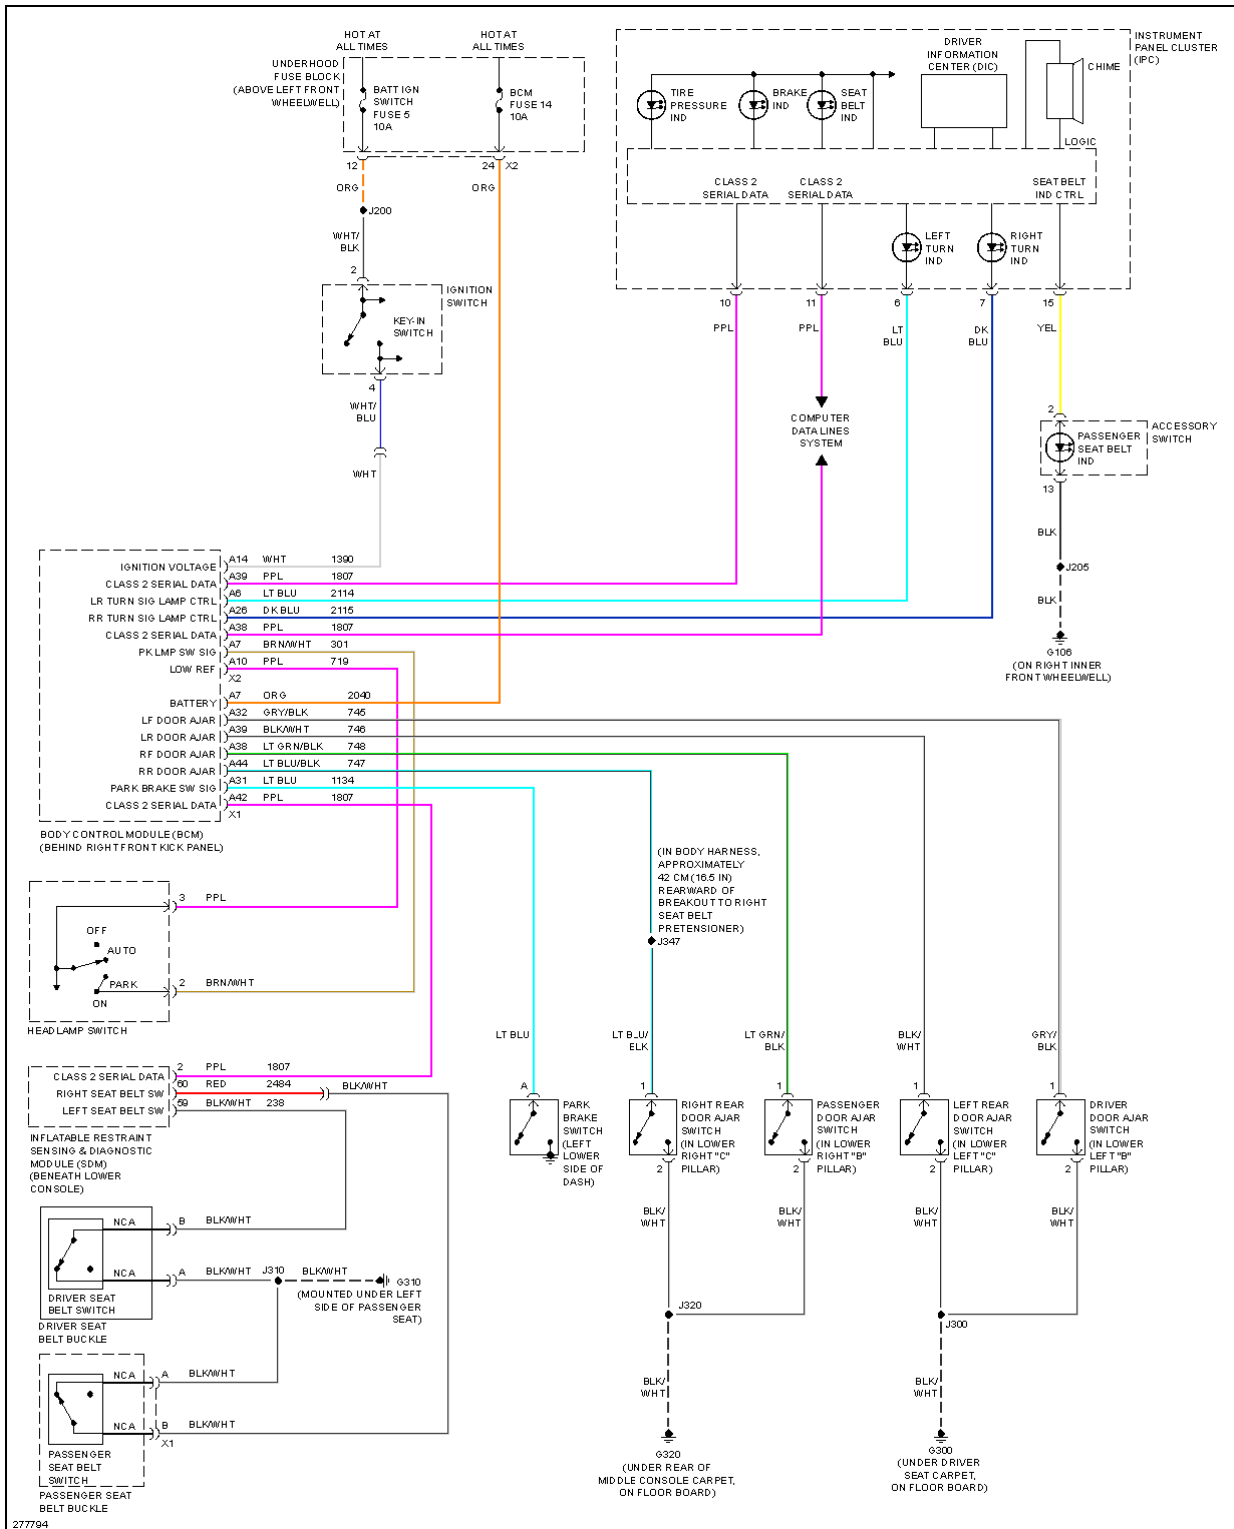 HOT AT
ALL TIMES
HOT AT
ALL TIMES
UNDERHOOD
FUSE BLOCK
(ABOVE LEFT FRONT
WHEELWELL)
BATT IGN
SWITCH
FUSE 5
10A
BCM
FUSE 14
10A
12
24
X2
ORG
ORG
J200
WHT/
BLK
2
IGNITION
SWITCH
KEY-IN
SWITCH
4
WHT/
BLU
WHT
INSTRUMENT
PANEL CLUSTER
(IPC)
DRIVER
INFORMATION
CENTER (DIC)
CHIME
TIRE
PRESSURE
IND
BRAKE
IND
SEAT
BELT
IND
LOGIC
CLASS 2
SERIAL DATA
CLASS 2
SERIAL DATA
SEAT BELT
IND CTRL
LEFT
TURN
IND
RIGHT
TURN
IND
10
11
6
7
15
PPL
PPL
LT
BLU
DK
BLU
YEL
COMPUTER
DATA LINES
SYSTEM
2
ACCESSORY
SWITCH
PASSENGER
SEAT BELT
IND
13
BLK
J205
BLK
G106
(ON RIGHT INNER
FRONT WHEELWELL)
IGNITION VOLTAGE A14 WHT 1390
CLASS 2 SERIAL DATA A39 PPL 1807
LR TURN SIG LAMP CTRL A6 LT BLU 2114
RR TURN SIG LAMP CTRL A26 DK BLU 2115
CLASS 2 SERIAL DATA A38 PPL 1807
PK LMP SW SIG A7 BRN/WHT 301
LOW REF A10 PPL 719
X2
BATTERY A7 ORG 2040
LF DOOR AJAR A32 GRY/BLK 745
LR DOOR AJAR A39 BLK/WHT 746
RF DOOR AJAR A38 LT GRN/BLK 748
RR DOOR AJAR A44 LT BLU/BLK 747
PARK BRAKE SW SIG A31 LT BLU 1134
CLASS 2 SERIAL DATA A42 PPL 1807
X1
BODY CONTROL MODULE (BCM)
(BEHIND RIGHT FRONT KICK PANEL)
(IN BODY HARNESS,
APPROXIMATELY
42 CM (16.5 IN)
REARWARD OF
BREAKOUT TO RIGHT
SEAT BELT
PRETENSIONER)
J347
3 PPL
OFF
AUTO
PARK
ON
2 BRN/WHT
HEADLAMP SWITCH
LT BLU
LT BLU/
ELK
LT GRN/
BLK
BLK/
WHT
GRY/
BLK
CLASS 2 SERIAL DATA 2 PPL 1807
RIGHT SEAT BELT SW 60 RED 2484 BLK/WHT
LEFT SEAT BELT SW 59 BLK/WHT 238
INFLATABLE RESTRAINT
SENSING & DIAGNOSTIC
MODULE (SDM)
(BENEATH LOWER
CONSOLE)
A
1
1
1
1
PARK
BRAKE
SWITCH
(LEFT
LOWER
SIDE OF
DASH)
RIGHT REAR
DOOR AJAR
SWITCH
(IN LOWER
RIGHT "C"
PILLAR)
PASSENGER
DOOR AJAR
SWITCH
(IN LOWER
RIGHT "B"
PILLAR)
LEFT REAR
DOOR AJAR
SWITCH
(IN LOWER
LEFT "C"
PILLAR)
DRIVER
DOOR AJAR
SWITCH
(IN LOWER
LEFT "B"
PILLAR)
2
2
2
2
BLK/
WHT
BLK/
WHT
BLK/
WHT
BLK/
WHT
NCA B BLK/WHT
NCA A BLK/WHT J310 BLK/WHT
G310
(MOUNTED UNDER LEFT
SIDE OF PASSENGER
SEAT)
DRIVER SEAT
BELT SWITCH
DRIVER SEAT
BELT BUCKLE
J320
J300
NCA A BLK/WHT
NCA B BLK/WHT
X1
PASSENGER
SEAT BELT
SWITCH
PASSENGER SEAT
BELT BUCKLE
BLK/
WHT
BLK/
WHT
G320
(UNDER REAR OF
MIDDLE CONSOLE CARPET,
ON FLOOR BOARD)
G300
(UNDER DRIVER
SEAT CARPET,
ON FLOOR BOARD)
277794